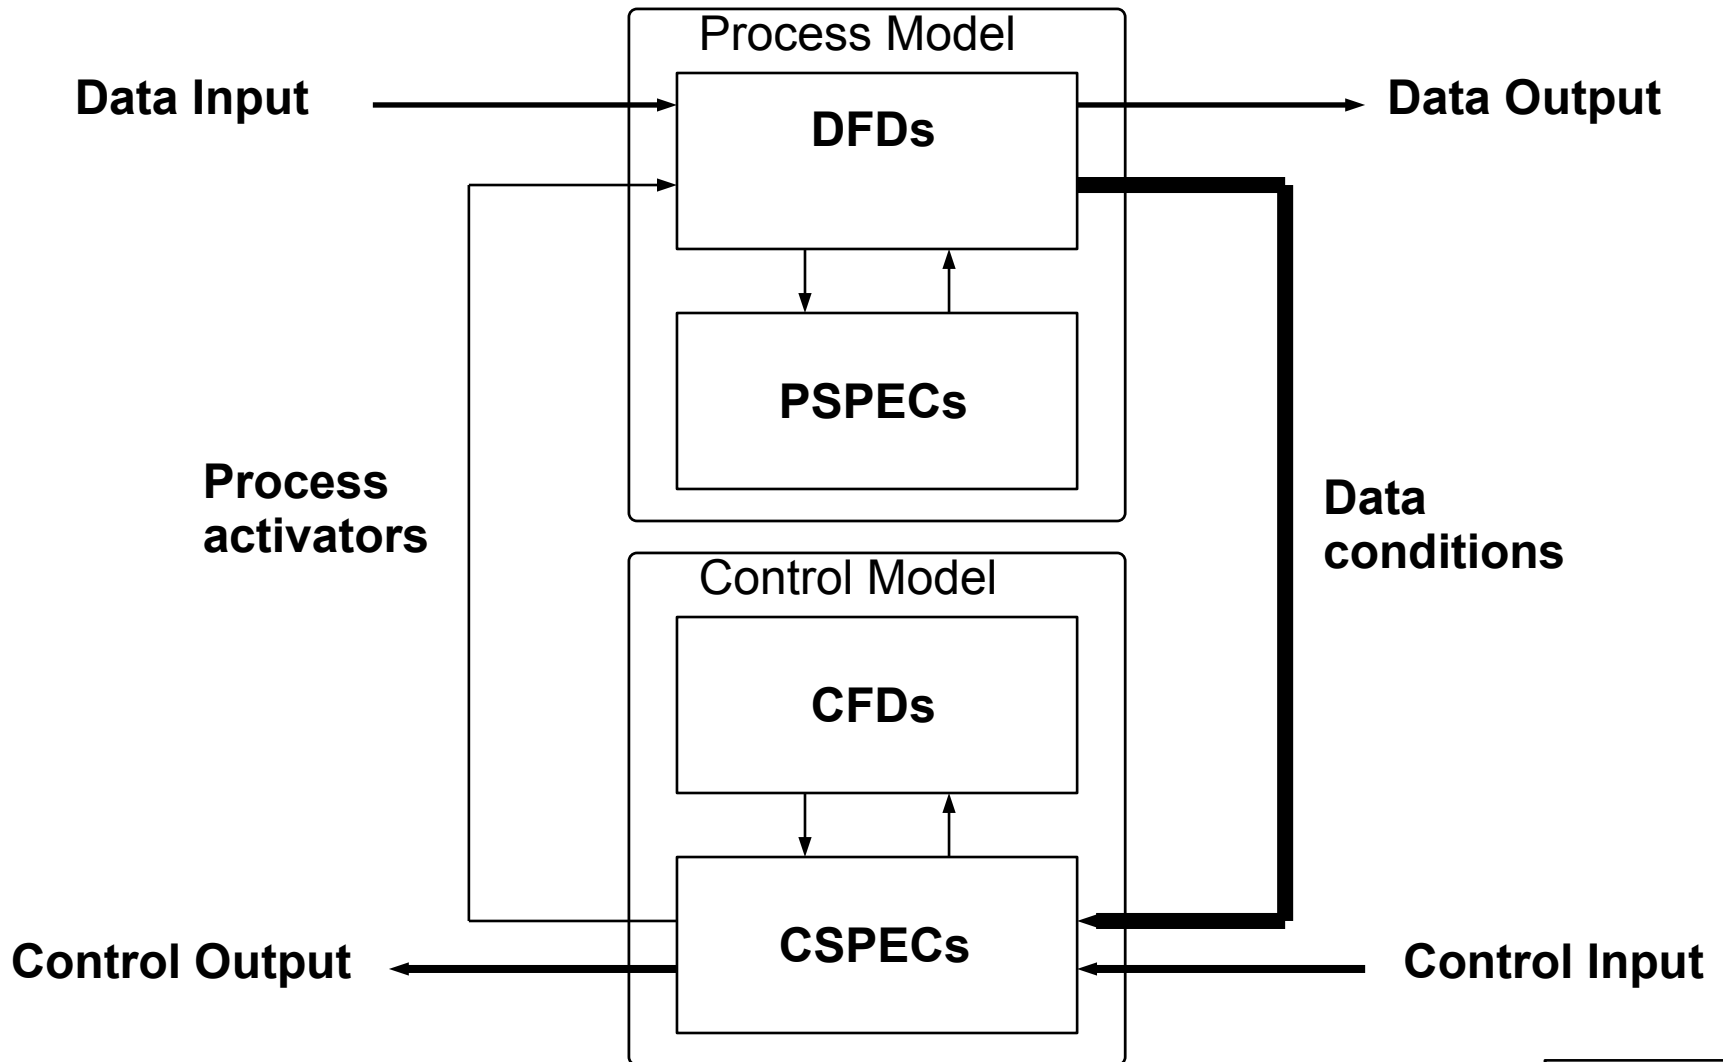 Process Model
Data Input
DFDs
Data Output
PSPECs
Process
activators
Data
conditions
Control Model
CFDs
CSPECs
Control Output
Control Input